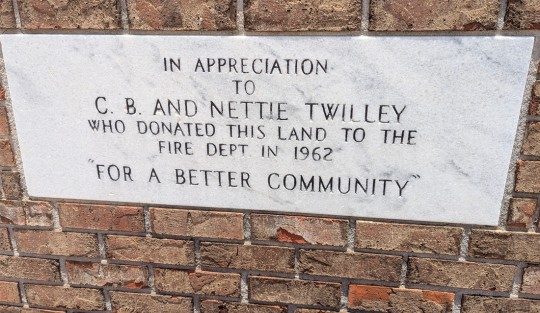 IN APPRECIATION
TO
C. B. AND NETTIE TWILLEY
WHO DONATED THIS LAND TO THE
FIRE DEPT IN 1962
"FOR A BETTER COMMUNITY"